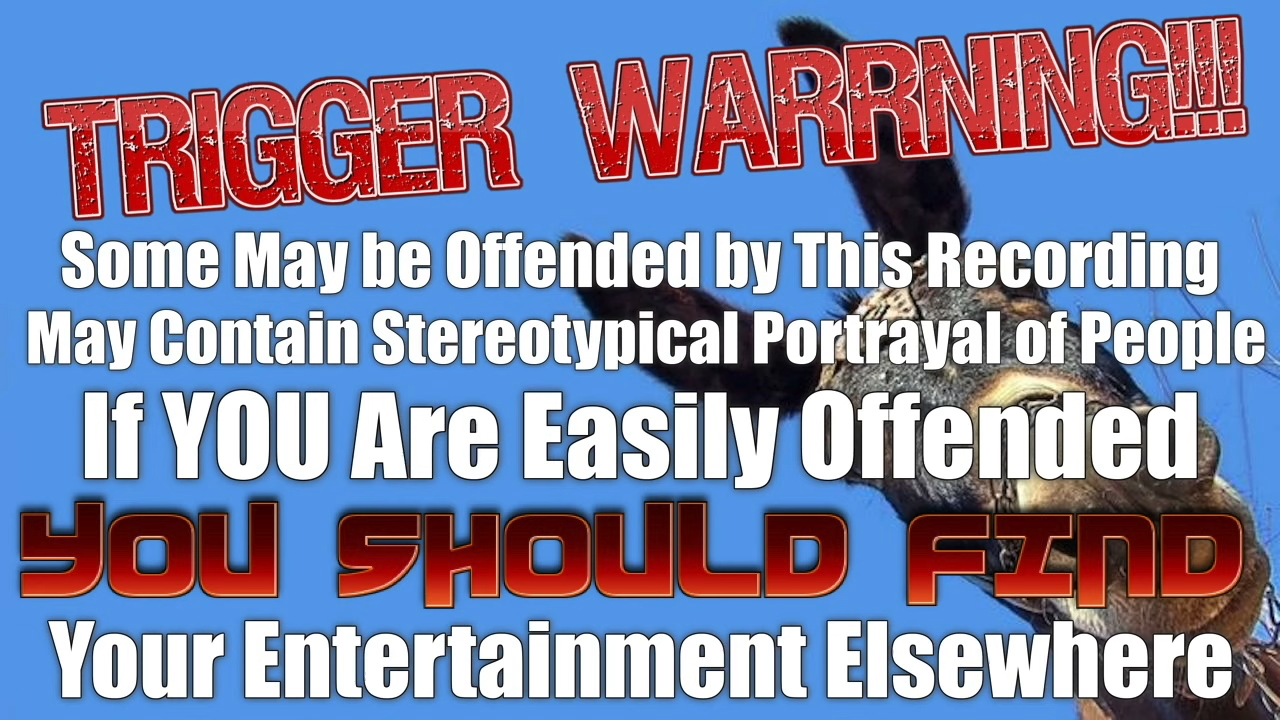 TRIGGER WARRNING!!!
Some May be Offended by This Recording
May Contain Stereotypical Portrayal of People
If YOU Are Easily Offended
YOU SHOULD FIND
Your Entertainment Elsewhere